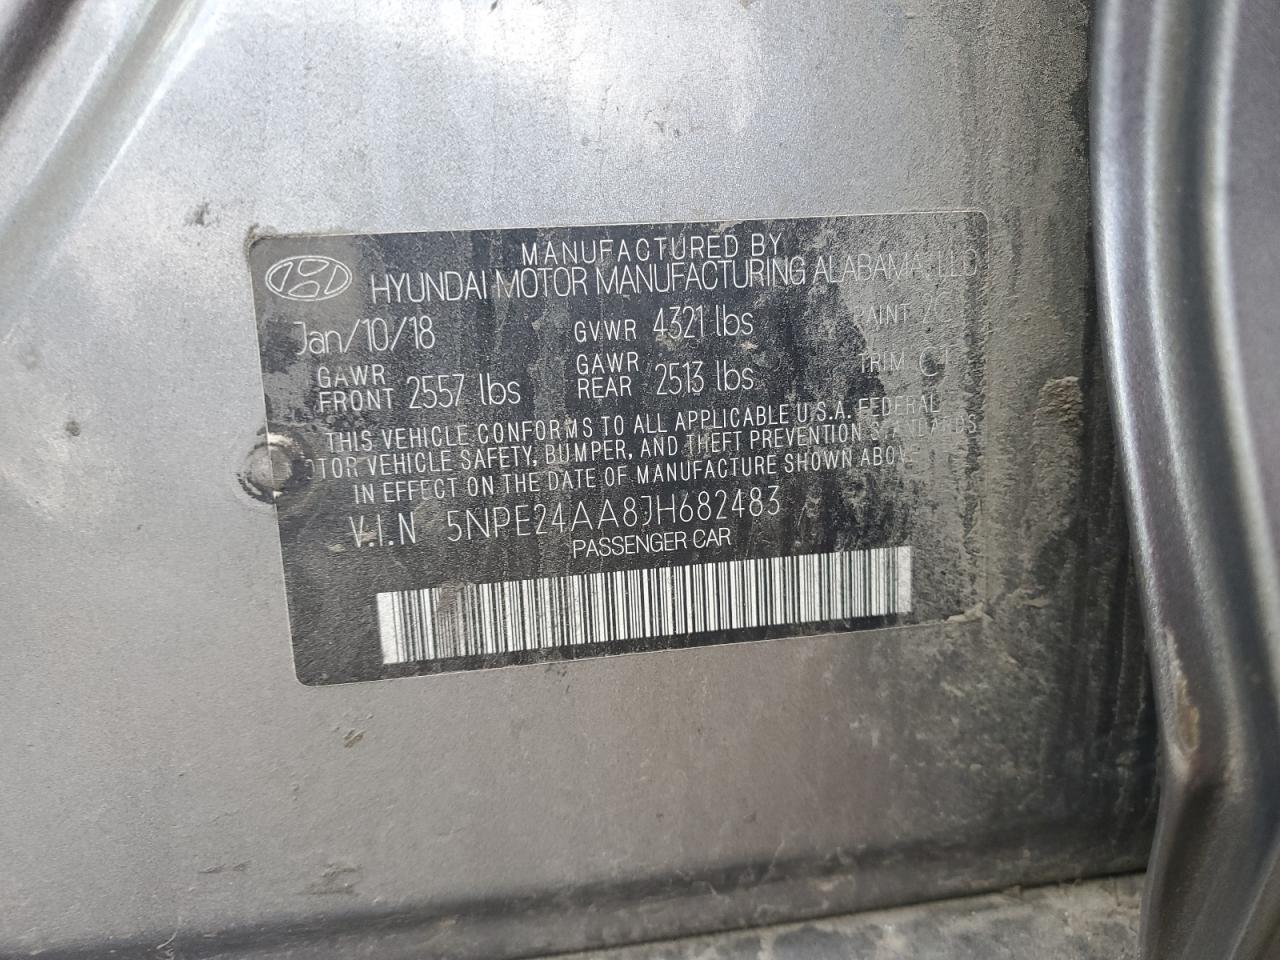 MANUFACTURED BY
HYUNDAI MOTOR MANUFACTURING ALABAMA, LLC
Jan/10/18 GVWR 4321 lbs PAINT
GAWR FRONT 2557 lbs GAWR REAR 2513 lbs TRIM
THIS VEHICLE CONFORMS TO ALL APPLICABLE U.S.A. FEDERAL
TOR VEHICLE SAFETY, BUMPER, AND THEFT PREVENTION STANDARDS
IN EFFECT ON THE DATE OF MANUFACTURE SHOWN ABOVE
V.I.N 5NPE24AA8JH682483
PASSENGER CAR